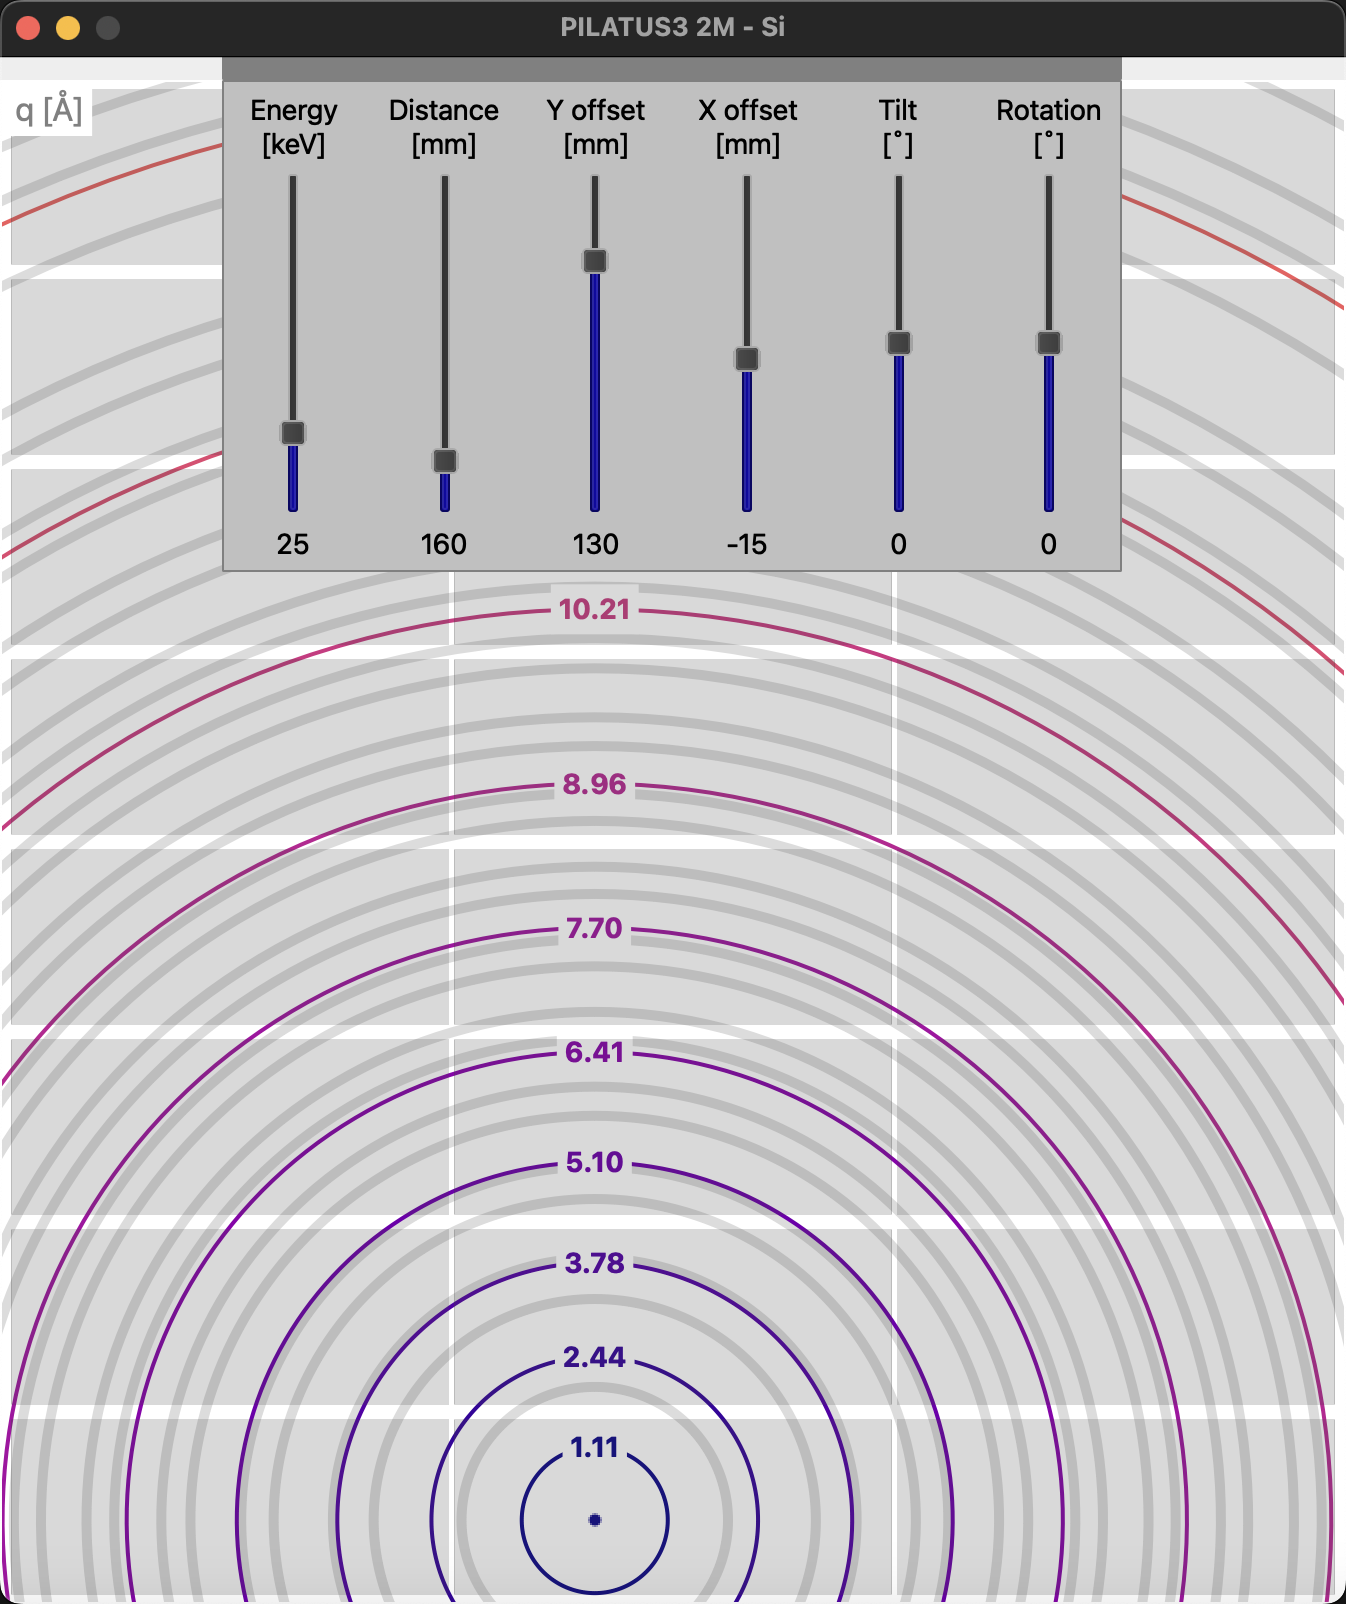 PILATUS3 2M - Si
q [Å]
Energy [keV]
Distance [mm]
Y offset [mm]
X offset [mm]
Tilt [˚]
Rotation [˚]
25
160
130
-15
0
0
10.21
8.96
7.70
6.41
5.10
3.78
2.44
1.11